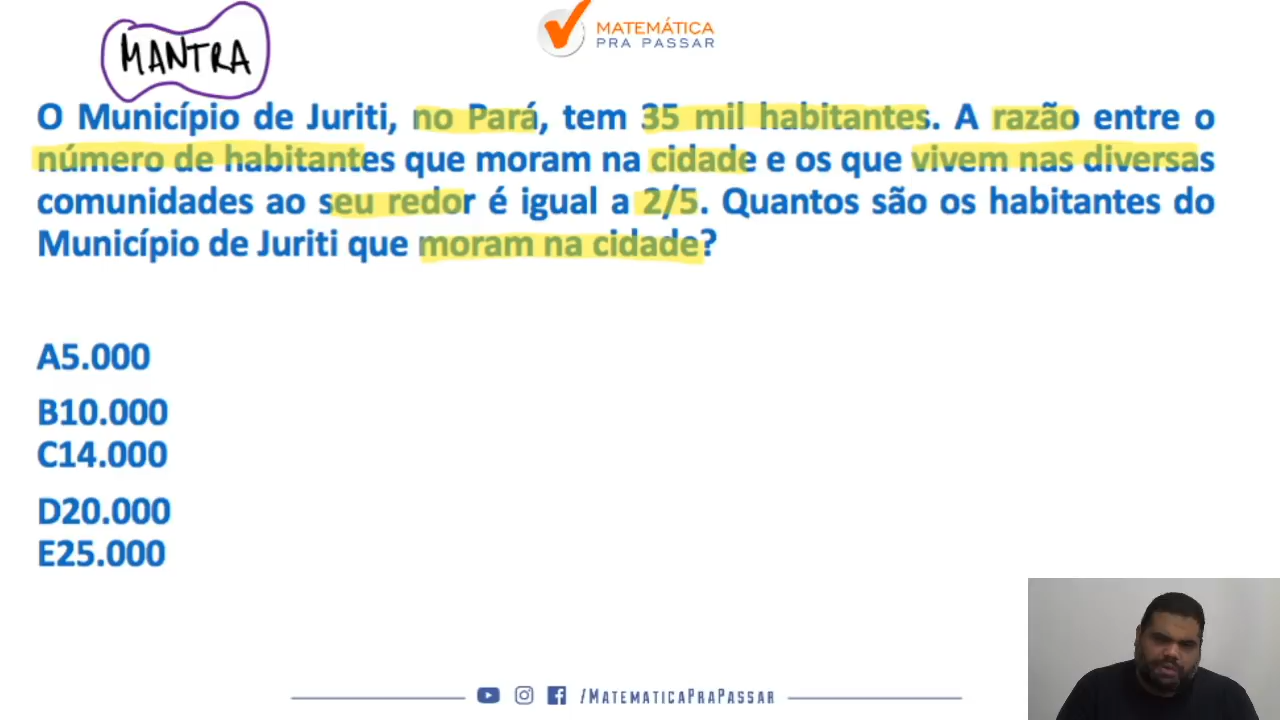 MANTRA
MATEMÁTICA
PRA PASSAR
O Município de Juriti, no Pará, tem 35 mil habitantes. A razão entre o
número de habitantes que moram na cidade e os que vivem nas diversas
comunidades ao seu redor é igual a 2/5. Quantos são os habitantes do
Município de Juriti que moram na cidade?
A5.000
B10.000
C14.000
D20.000
E25.000
/MATEMATICAPRAPASSAR